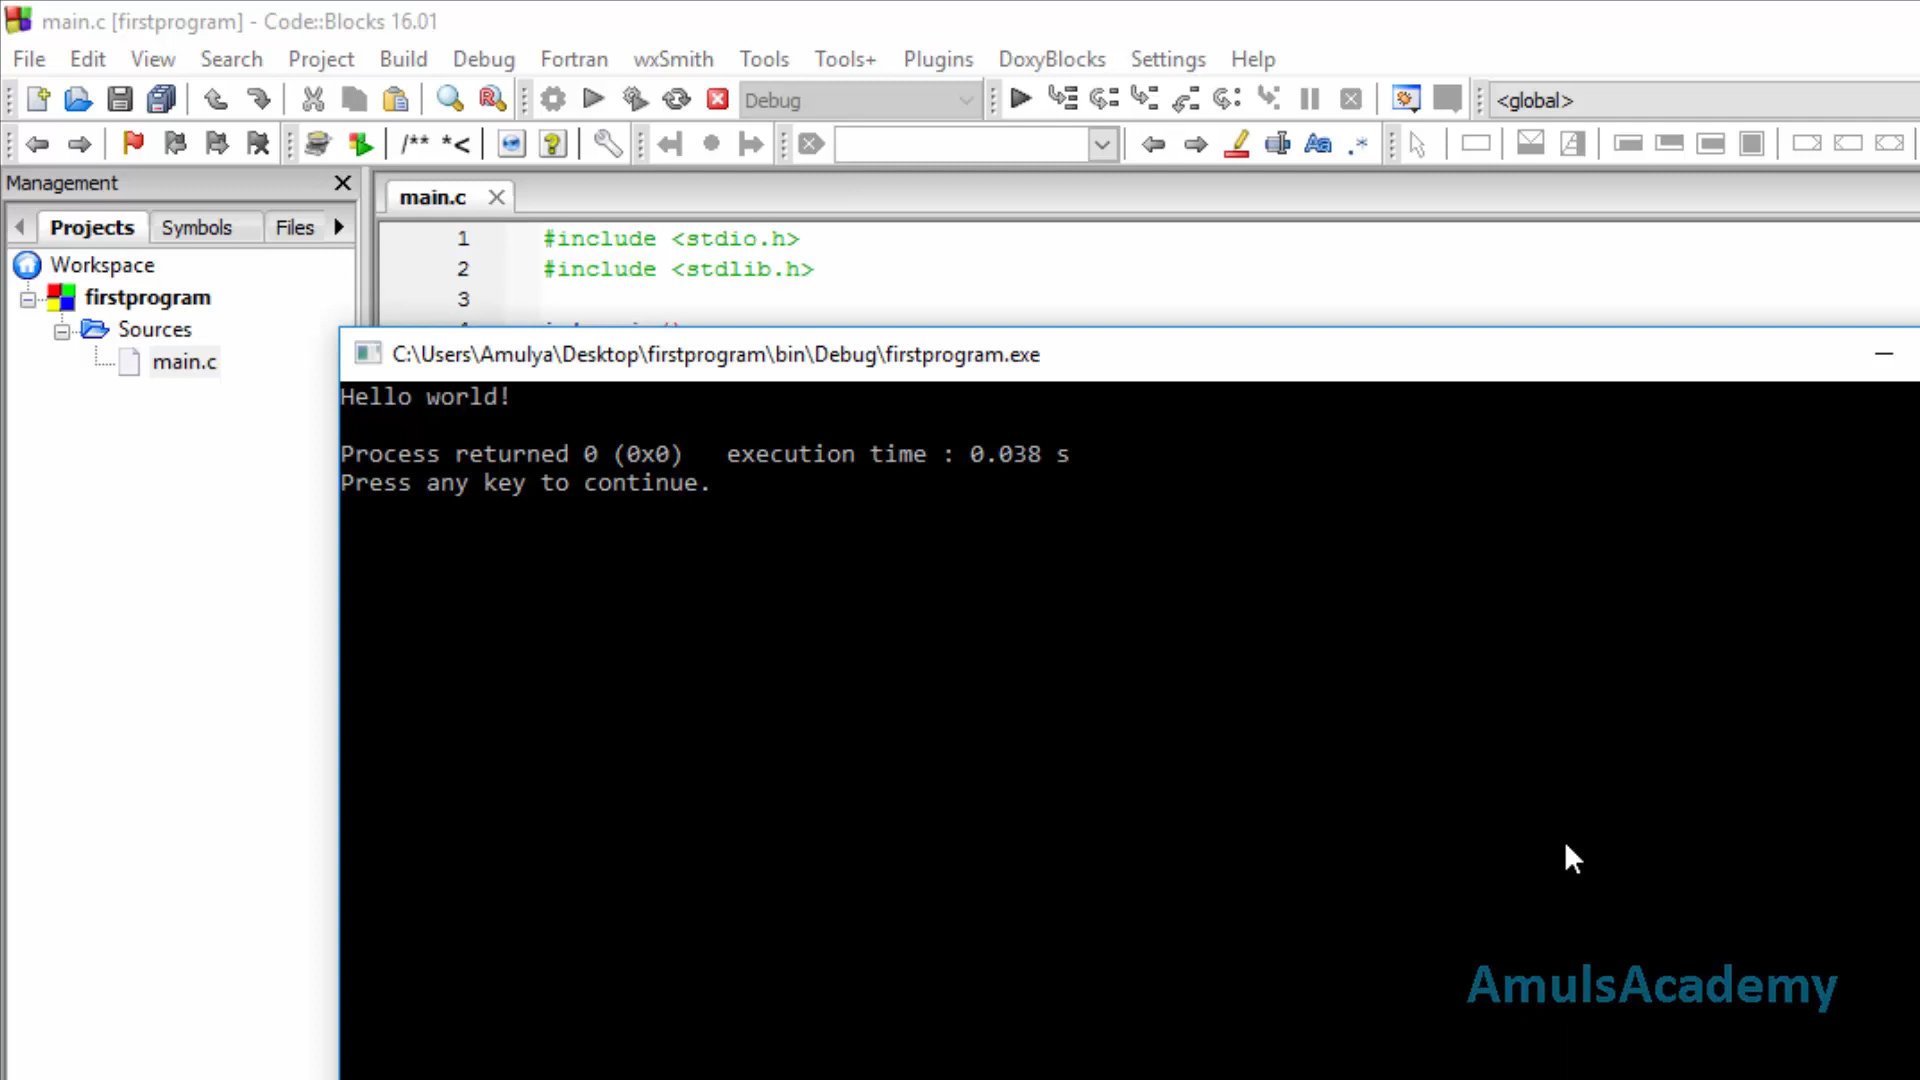 main.c [firstprogram] - Code::Blocks 16.01
File Edit View Search Project Build Debug Fortran wxSmith Tools Tools+ Plugins DoxyBlocks Settings Help
Debug
<global>
/** *<
Management
Projects Symbols Files
Workspace
firstprogram
Sources
main.c
main.c
1 #include <stdio.h>
2 #include <stdlib.h>
3
C:\Users\Amulya\Desktop\firstprogram\bin\Debug\firstprogram.exe
Hello world!
Process returned 0 (0x0)   execution time : 0.038 s
Press any key to continue.
AmulsAcademy